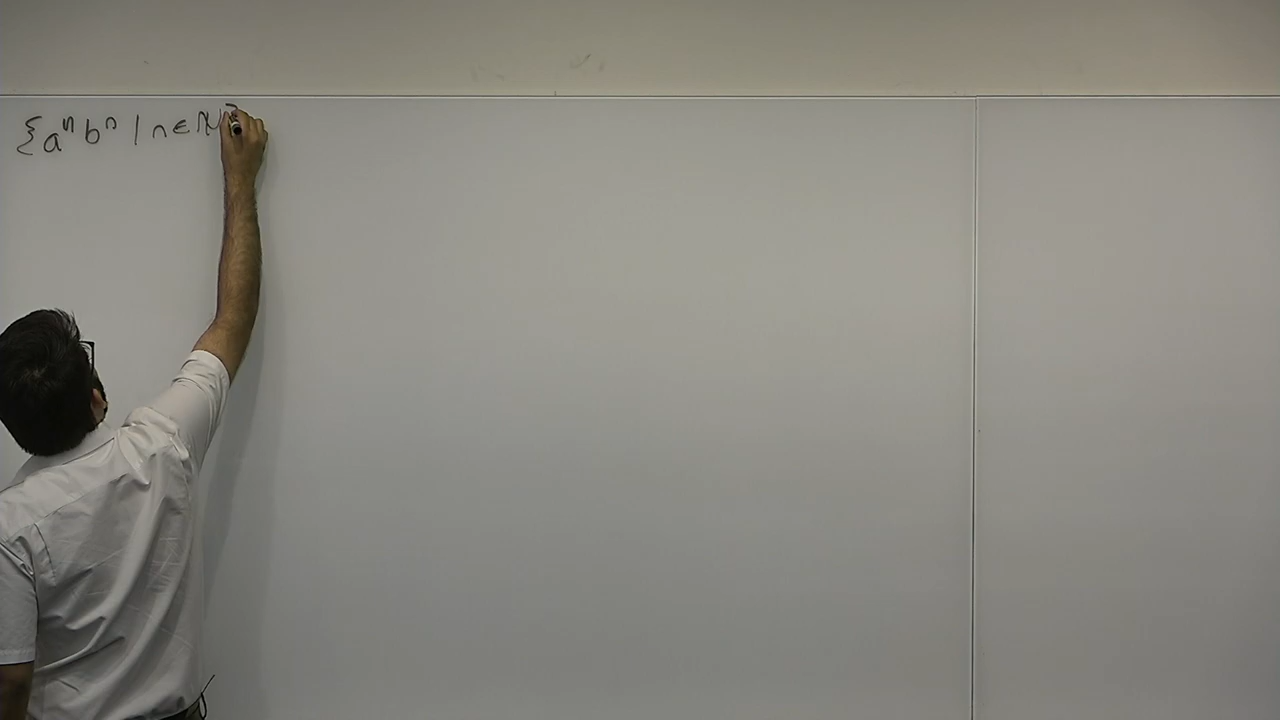 {aⁿbⁿ | n ∈ ℕ}